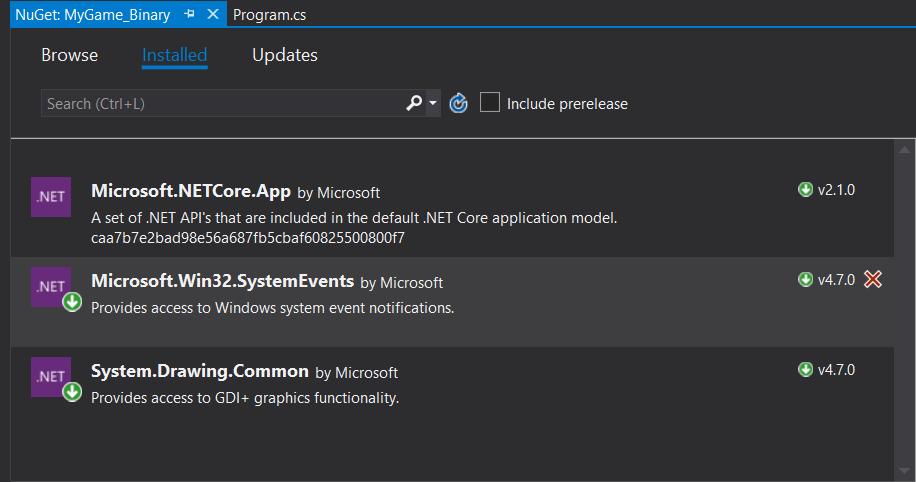 NuGet: MyGame_Binary Program.cs
Browse Installed Updates
Search (Ctrl+L) Include prerelease
.NET Microsoft.NETCore.App by Microsoft v2.1.0
A set of .NET API's that are included in the default .NET Core application model.
caa7b7e2bad98e56a687fb5cbaf60825500800f7
.NET Microsoft.Win32.SystemEvents by Microsoft v4.7.0
Provides access to Windows system event notifications.
.NET System.Drawing.Common by Microsoft v4.7.0
Provides access to GDI+ graphics functionality.